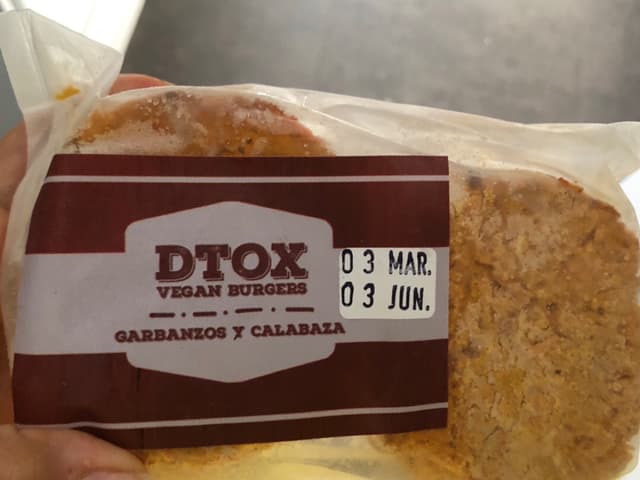 DTOX
VEGAN BURGERS
GARBANZOS Y CALABAZA
03 MAR.
03 JUN.